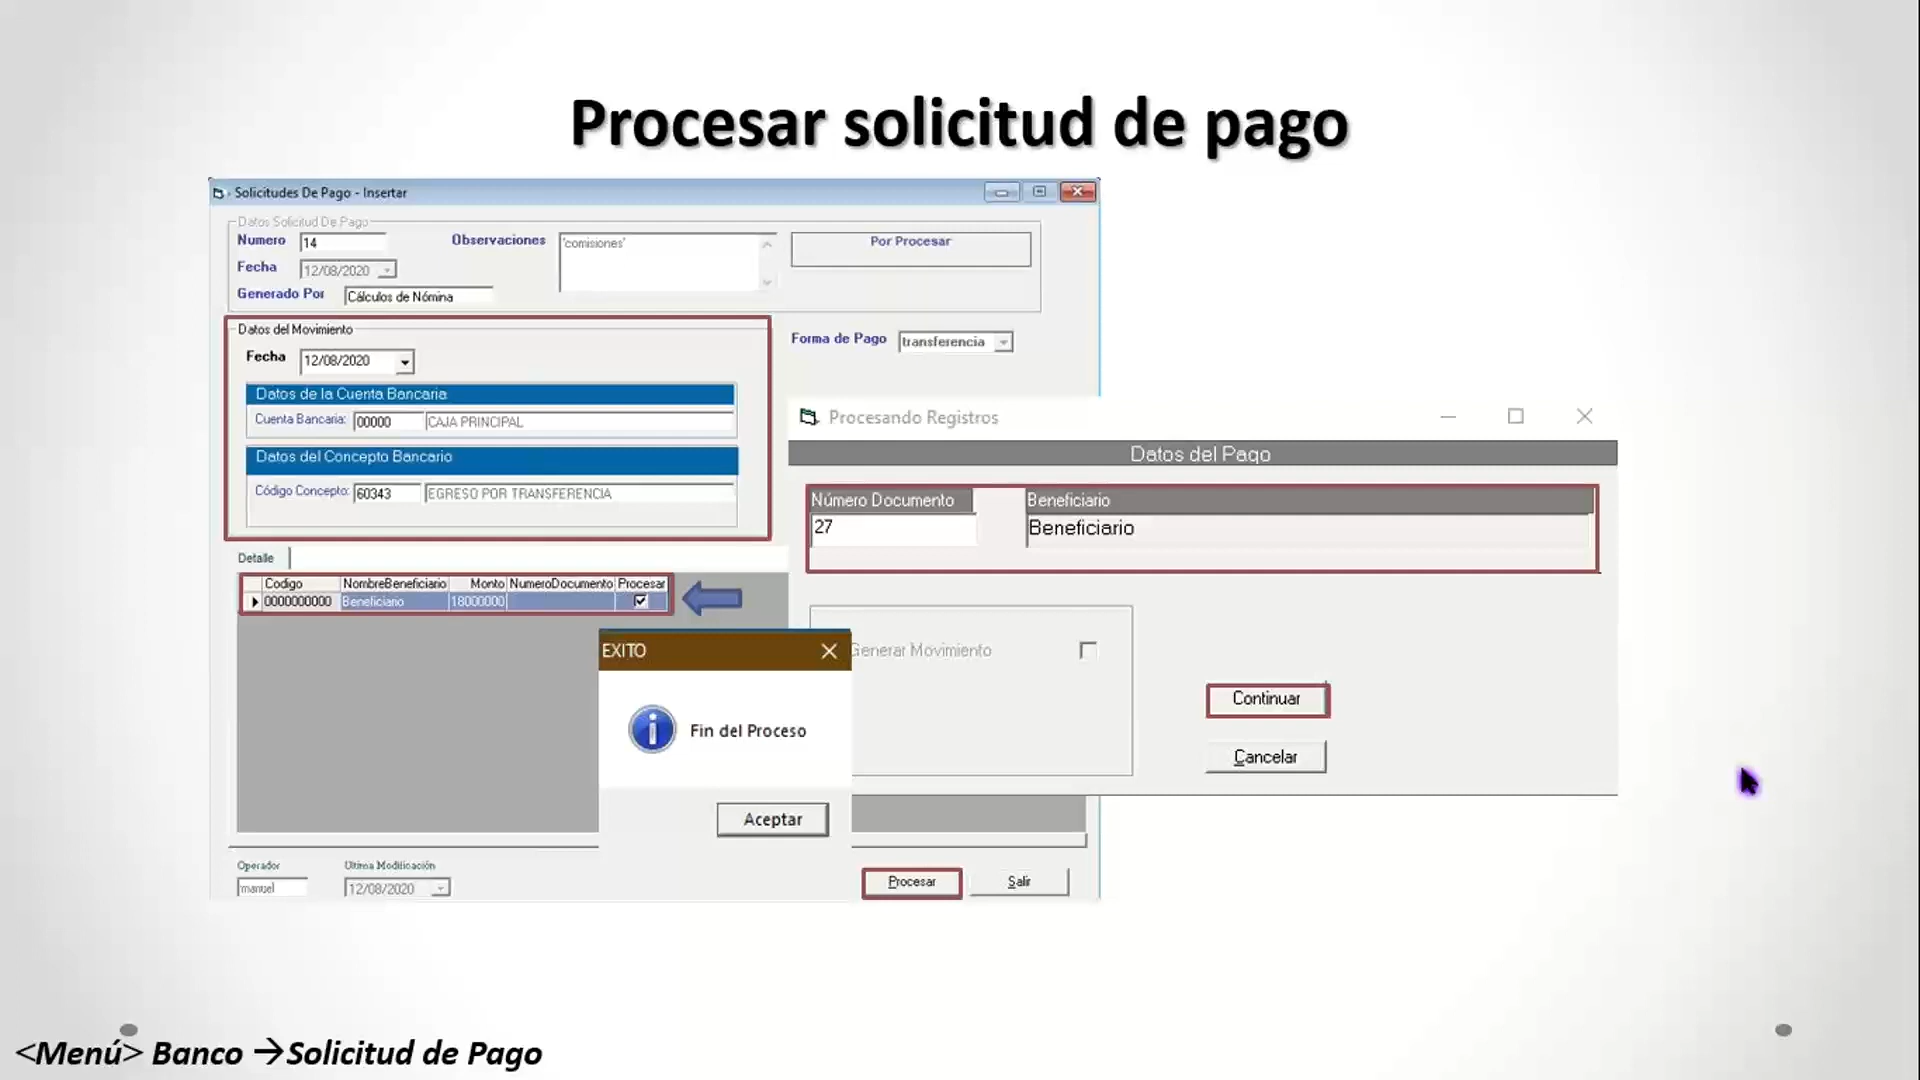 Procesar solicitud de pago
Solicitudes De Pago - Insertar
Datos Solicitud De Pago
Numero 14
Observaciones 'comisiones'
Por Procesar
Fecha 12/08/2020
Generado Por Cálculos de Nómina
Datos del Movimiento
Forma de Pago transferencia
Fecha 12/08/2020
Datos de la Cuenta Bancaria
Cuenta Bancaria: 00000 CAJA PRINCIPAL
Datos del Concepto Bancario
Código Concepto: 60343 EGRESO POR TRANSFERENCIA
Detalle
Codigo NombreBeneficiario Monto NumeroDocumento Procesar
0000000000 Beneficiario 18000000
Procesando Registros
Datos del Pago
Número Documento Beneficiario
27 Beneficiario
Generar Movimiento
Continuar
Cancelar
EXITO
Fin del Proceso
Aceptar
Operador Ultima Modificación
manuel 12/08/2020
Procesar Salir
<Menú> Banco →Solicitud de Pago